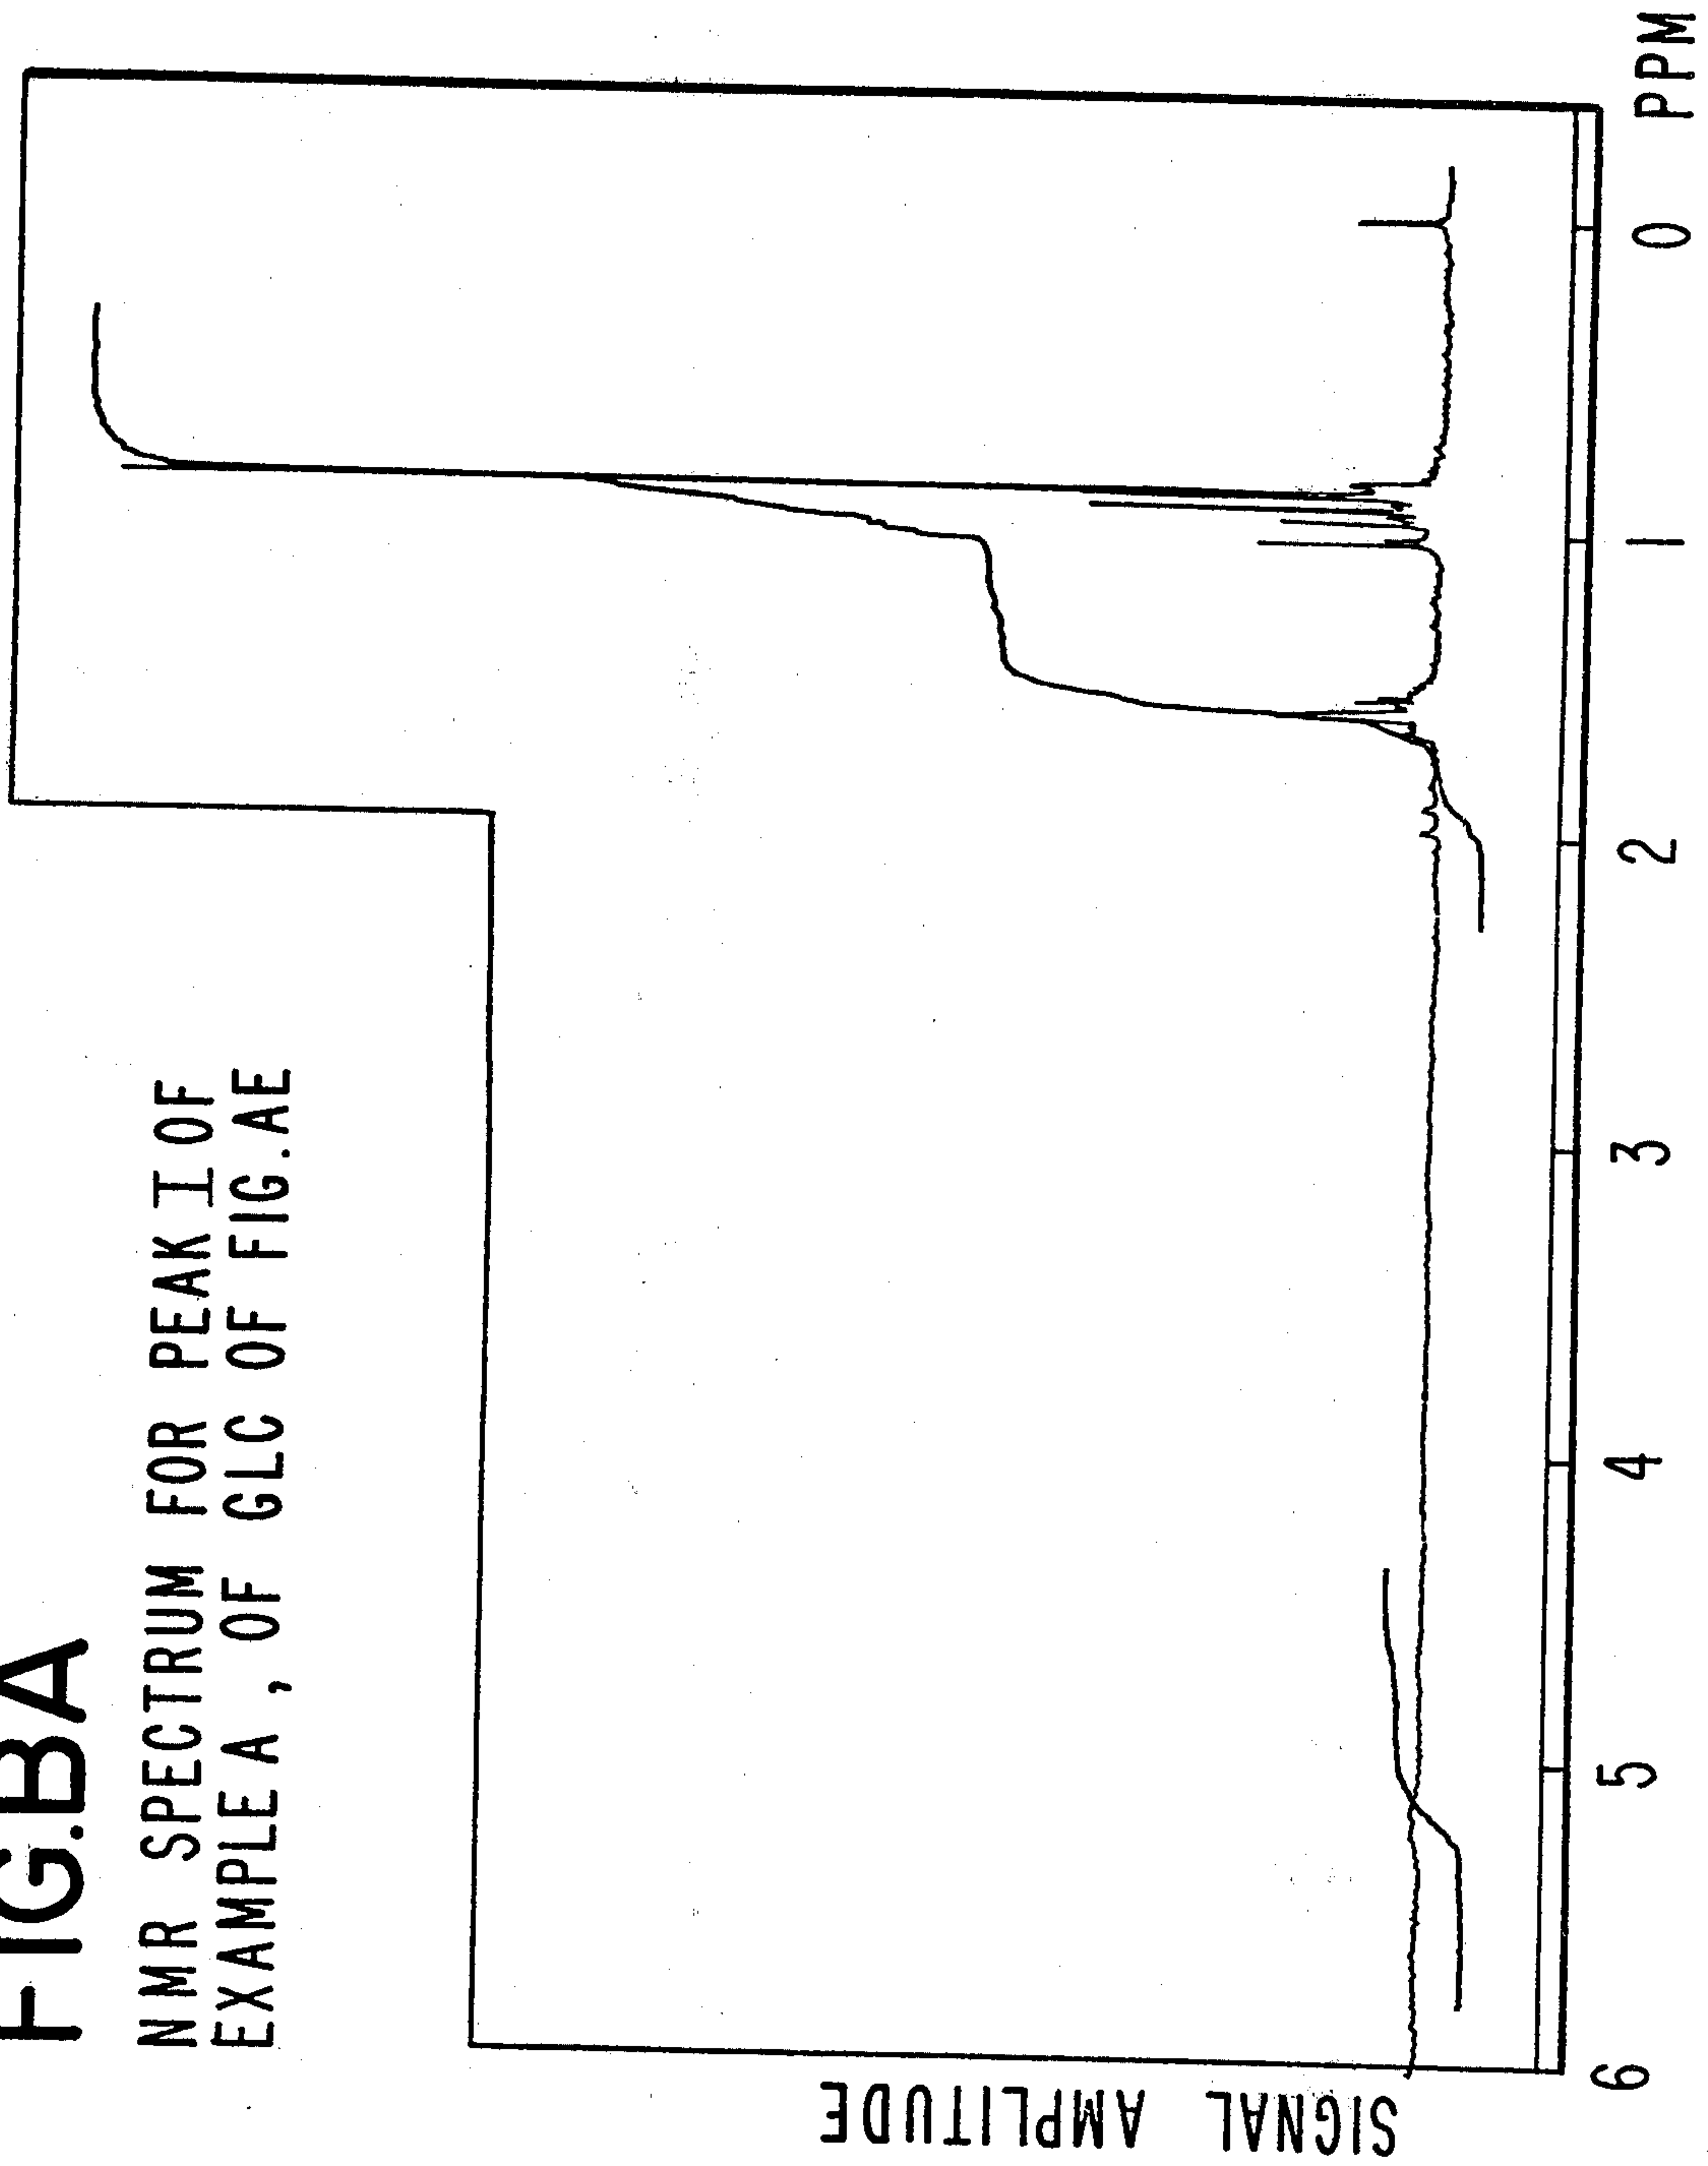 FIG.BA
NMR SPECTRUM FOR PEAK II OF
EXAMPLE A, OF GLC OF FIG.AE
SIGNAL AMPLITUDE
6 5 4 3 2 1 0 PPM